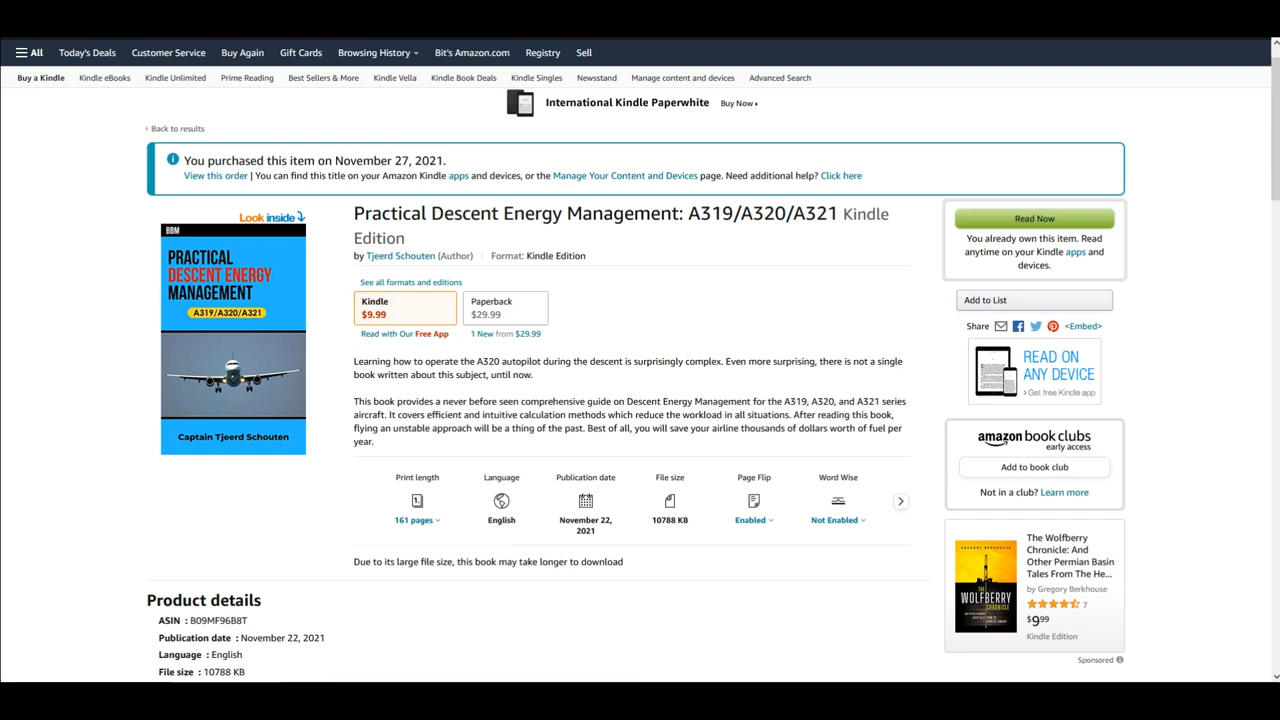 All Today's Deals Customer Service Buy Again Gift Cards Browsing History Bit's Amazon.com Registry Sell
Buy a Kindle Kindle eBooks Kindle Unlimited Prime Reading Best Sellers & More Kindle Vella Kindle Book Deals Kindle Singles Newsstand Manage content and devices Advanced Search
International Kindle Paperwhite Buy Now
‹ Back to results
You purchased this item on November 27, 2021.
View this order | You can find this title on your Amazon Kindle apps and devices, or the Manage Your Content and Devices page. Need additional help? Click here
Look inside
BBM
PRACTICAL
DESCENT ENERGY
MANAGEMENT
A319/A320/A321
Captain Tjeerd Schouten
Practical Descent Energy Management: A319/A320/A321 Kindle
Edition
by Tjeerd Schouten (Author) Format: Kindle Edition
See all formats and editions
Kindle
$9.99
Read with Our Free App
Paperback
$29.99
1 New from $29.99
Learning how to operate the A320 autopilot during the descent is surprisingly complex. Even more surprising, there is not a single
book written about this subject, until now.
This book provides a never before seen comprehensive guide on Descent Energy Management for the A319, A320, and A321 series
aircraft. It covers efficient and intuitive calculation methods which reduce the workload in all situations. After reading this book,
flying an unstable approach will be a thing of the past. Best of all, you will save your airline thousands of dollars worth of fuel per
year.
Print length
1.
161 pages
Language
English
Publication date
November 22,
2021
File size
10788 KB
Page Flip
Enabled
Word Wise
Not Enabled
Due to its large file size, this book may take longer to download
Product details
ASIN : B09MF96B8T
Publication date : November 22, 2021
Language : English
File size : 10788 KB
Read Now
You already own this item. Read
anytime on your Kindle apps and
devices.
Add to List
Share <Embed>
READ ON
ANY DEVICE
> Get free Kindle app
amazon book clubs
early access
Add to book club
Not in a club? Learn more
GREGORY BERKHOUSE
THE
WOLFBERRY
CHRONICLE
The Wolfberry
Chronicle: And
Other Permian Basin
Tales From The He...
by Gregory Berkhouse
7
$9.99
Kindle Edition
Sponsored